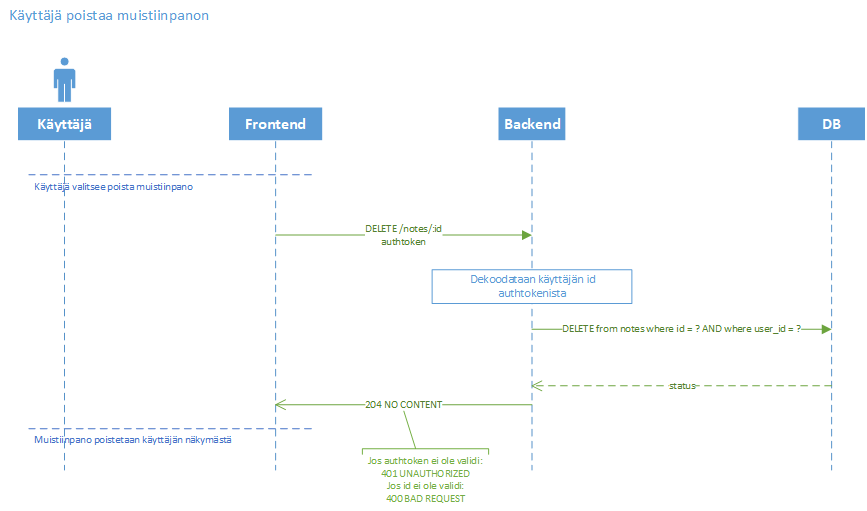 Käyttäjä poistaa muistiinpanon
Käyttäjä
Frontend
Backend
DB
Käyttäjä valitsee poista muistiinpano
DELETE /notes/:id
authtoken
Dekoodataan käyttäjän id
authtokenista
DELETE from notes where id = ? AND where user_id = ?
status
204 NO CONTENT
Muistiinpano poistetaan käyttäjän näkymästä
Jos authtoken ei ole validi:
401 UNAUTHORIZED
Jos id ei ole validi:
400 BAD REQUEST